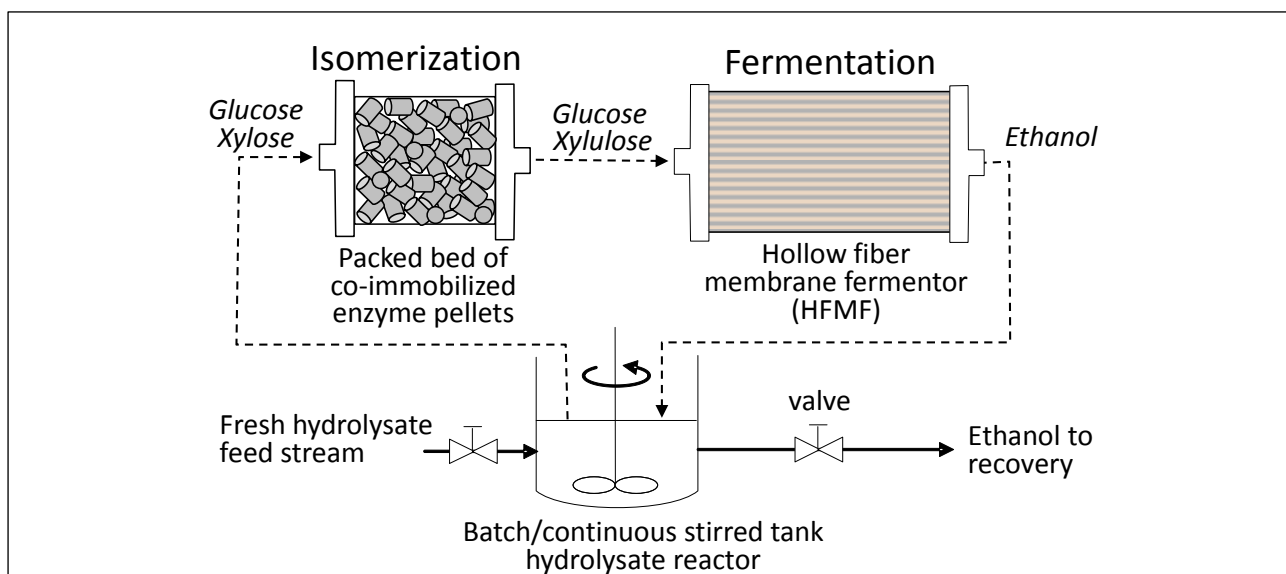 Isomerization
Fermentation
Glucose
Xylose
Glucose
Xylulose
Ethanol
Packed bed of
co-immobilized
enzyme pellets
Hollow fiber
membrane fermentor
(HFMF)
Fresh hydrolysate
feed stream
valve
Ethanol to
recovery
Batch/continuous stirred tank
hydrolysate reactor